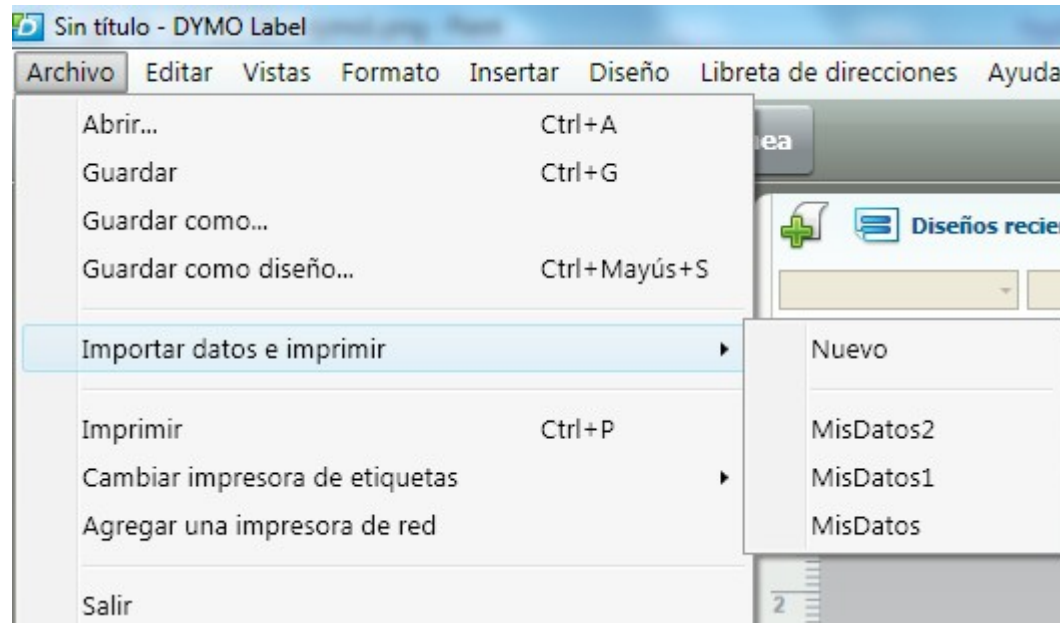 Sin título - DYMO Label
Archivo Editar Vistas Formato Insertar Diseño Libreta de direcciones Ayuda
Abrir... Ctrl+A
Guardar Ctrl+G
Guardar como...
Guardar como diseño... Ctrl+Mayús+S
Diseños recie
Importar datos e imprimir
Nuevo
Imprimir Ctrl+P
MisDatos2
Cambiar impresora de etiquetas
MisDatos1
Agregar una impresora de red
MisDatos
Salir
2